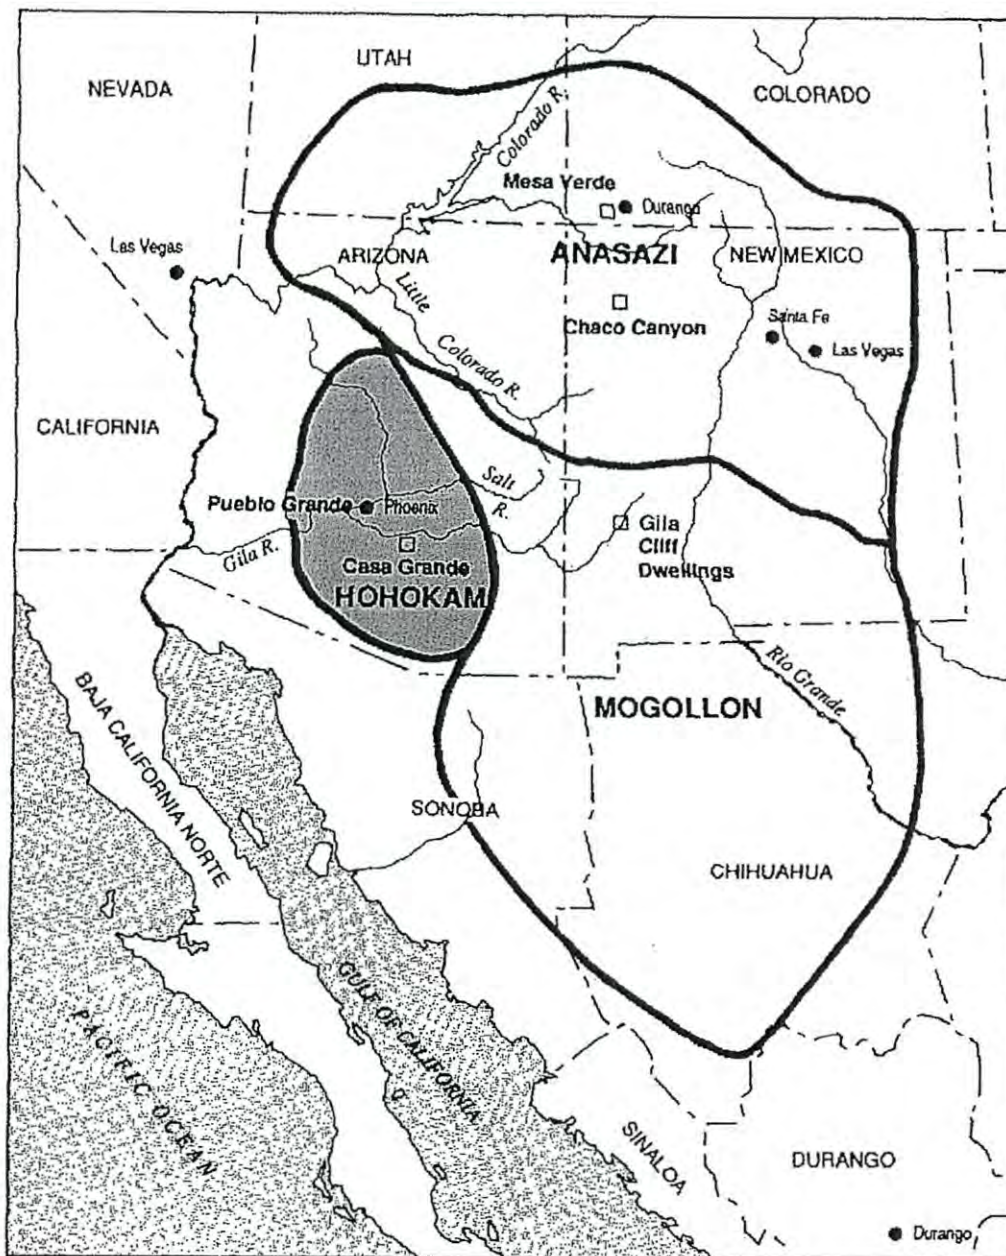 UTAH
NEVADA
COLORADO
Colorado R.
Mesa Verde
Durango
Las Vegas
ARIZONA
ANASAZI
NEW MEXICO
Little
Colorado R.
Chaco Canyon
Santa Fe
Las Vegas
CALIFORNIA
Salt
R.
Pueblo Grande
Phoenix
Gila R.
Casa Grande
HOHOKAM
Gila
Cliff
Dwellings
Rio Grande
MOGOLLON
BAJA CALIFORNIA NORTE
SONORA
CHIHUAHUA
GULF OF CALIFORNIA
PACIFIC OCEAN
SINALOA
DURANGO
Durango